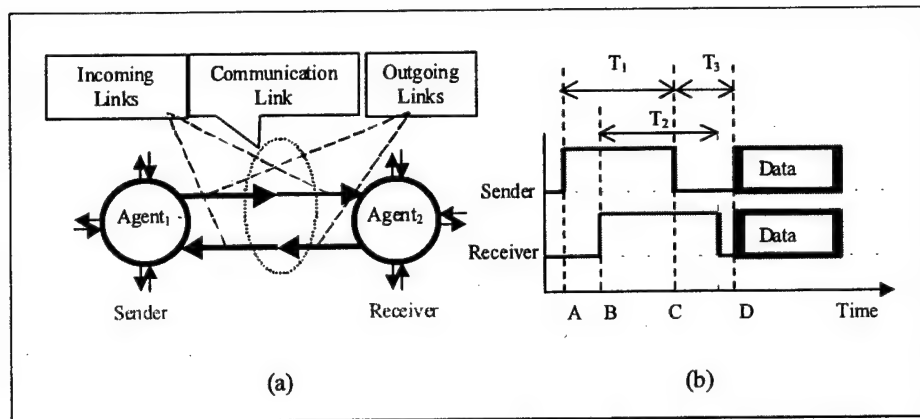 Incoming Links
Communication Link
Outgoing Links
Agent1
Agent2
Sender
Receiver
(a)
T1
T3
T2
Sender
Data
Receiver
Data
A B C D Time
(b)